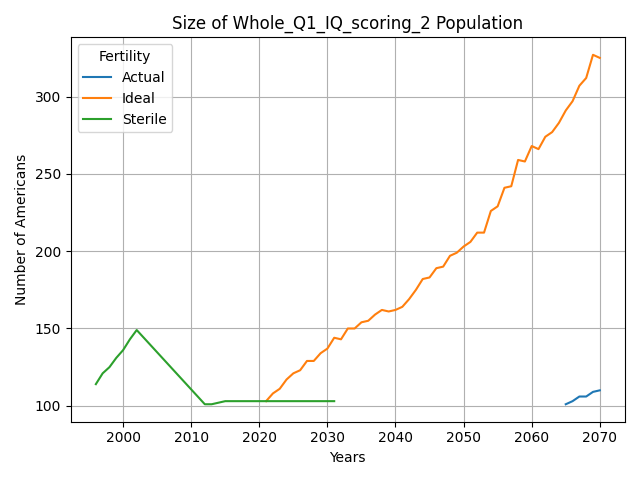 Size of Whole_Q1_IQ_scoring_2 Population
Fertility
Actual
Ideal
Sterile
Number of Americans
300
250
200
150
100
2000 2010 2020 2030 2040 2050 2060 2070
Years